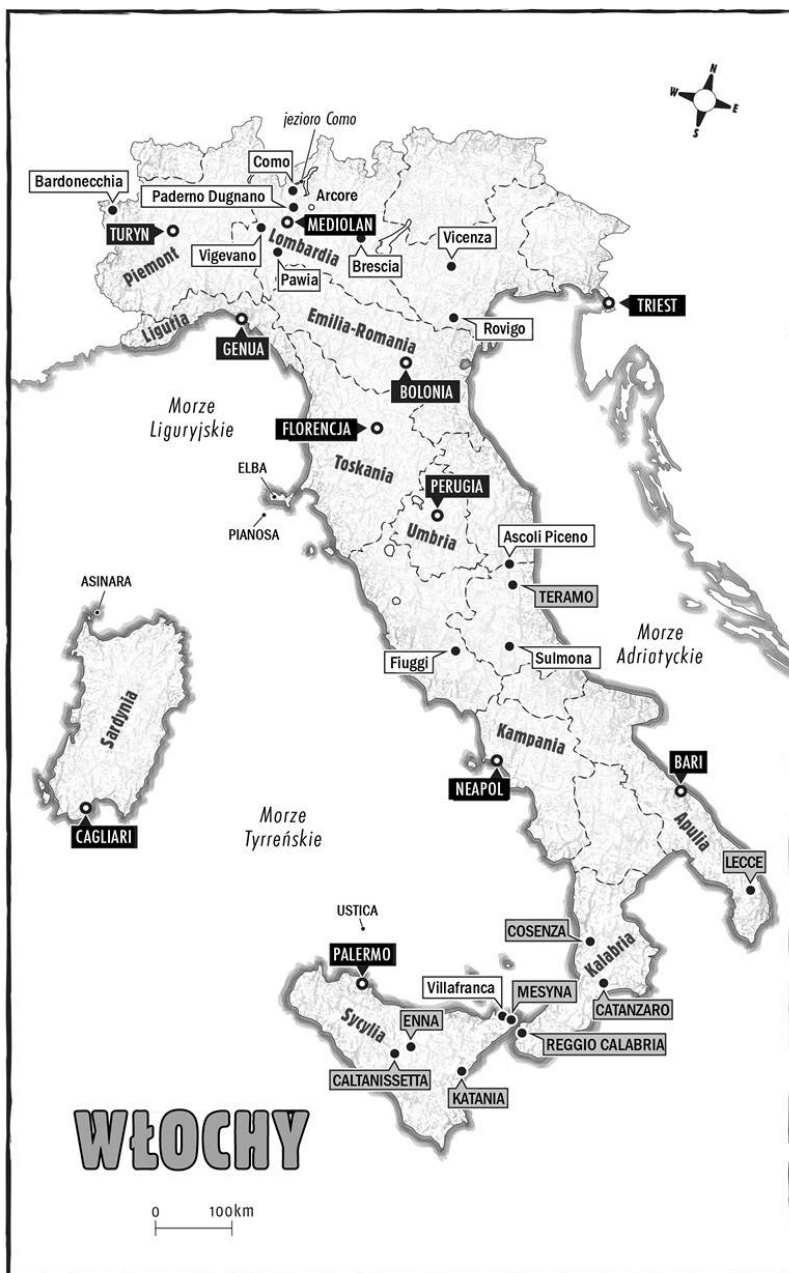 N
W
E
S
jezioro Como
Como
Bardonecchia
Paderno Dugnano
Arcore
MEDIOLAN
TURYN
Lombardia
Vicenza
Piemont
Vigevano
Brescia
Pawia
TRIEST
Liguria
Emilia-Romania
Rovigo
GENUA
BOLONIA
Morze
Liguryjskie
FLORENCJA
Toskania
ELBA
PERUGIA
PIANOSA
Umbria
Ascoli Piceno
ASINARA
TERAMO
Morze
Adriatyckie
Fiuggi
Sulmona
Sardynia
Kampania
NEAPOL
BARI
CAGLIARI
Morze
Tyrreńskie
Apulia
LECCE
USTICA
COSENZA
PALERMO
Kalabria
Villafranca
MESYNA
CATANZARO
Sycylia
ENNA
REGGIO CALABRIA
CALTANISSETTA
KATANIA
WŁOCHY
0 100km